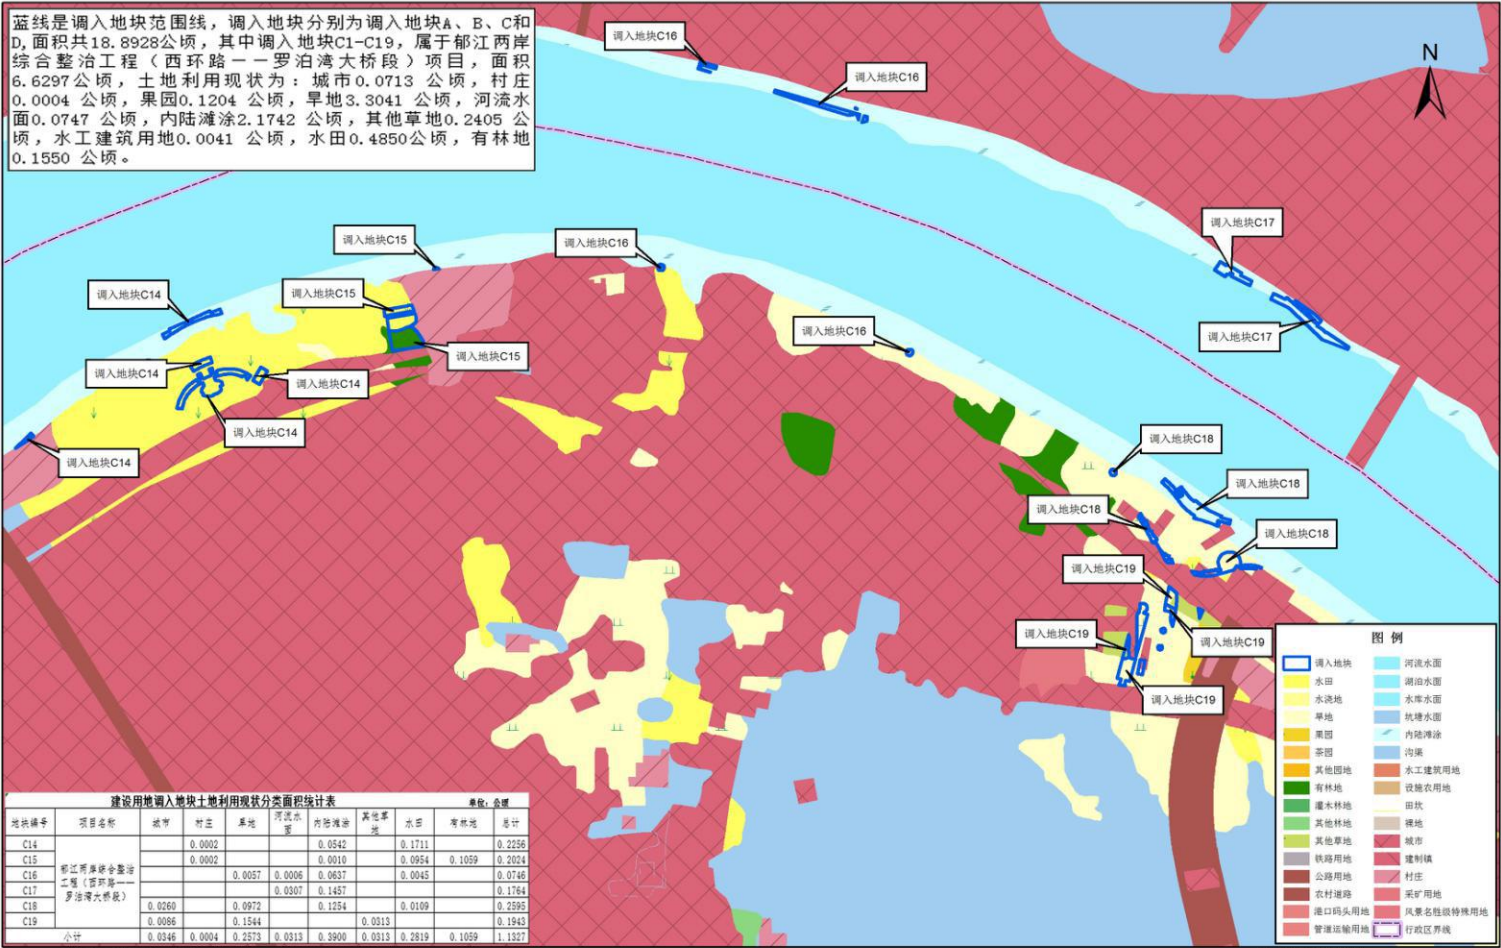 蓝线是调入地块范围线，调入地块分别为调入地块A、B、C和
D,面积共18.8928公顷，其中调入地块C1-C19，属于郁江两岸
综合整治工程（西环路——罗泊湾大桥段）项目，面积
6.6297公顷，土地利用现状为：城市0.0713 公顷，村庄
0.0004 公顷，果园0.1204 公顷，旱地3.3041 公顷，河流水
面0.0747 公顷，内陆滩涂2.1742 公顷，其他草地0.2405 公
顷，水工建筑用地0.0041 公顷，水田0.4850公顷，有林地
0.1550 公顷。
N
调入地块C16
调入地块C16
调入地块C17
调入地块C15
调入地块C16
调入地块C14
调入地块C15
调入地块C16
调入地块C17
调入地块C15
调入地块C14
调入地块C14
调入地块C14
调入地块C14
调入地块C18
调入地块C18
调入地块C18
调入地块C18
调入地块C19
调入地块C19
调入地块C19
调入地块C19
图 例
调入地块 河流水面
水田 湖泊水面
水浇地 水库水面
旱地 坑塘水面
果园 内陆滩涂
茶园 沟渠
其他园地 水工建筑用地
有林地 设施农用地
灌木林地 田坎
其他林地 裸地
其他草地 城市
铁路用地 建制镇
公路用地 村庄
农村道路 采矿用地
港口码头用地 风景名胜级特殊用地
管道运输用地 行政区界线
建设用地调入地块土地利用现状分类面积统计表 单位：公顷
地块编号 项目名称 城市 村庄 旱地 河流水面 内陆滩涂 其他草地 水田 有林地 总计
C14 0.0002 0.0542 0.1711 0.2256
C15 0.0002 0.0010 0.0954 0.1059 0.2024
郁江两岸综合整治工程（西环路——罗泊湾大桥段）
C16 0.0057 0.0006 0.0637 0.0045 0.0746
C17 0.0307 0.1457 0.1764
C18 0.0260 0.0972 0.1254 0.0109 0.2595
C19 0.0086 0.1544 0.0313 0.1943
小计 0.0346 0.0004 0.2573 0.0313 0.3900 0.0313 0.2819 0.1059 1.1327